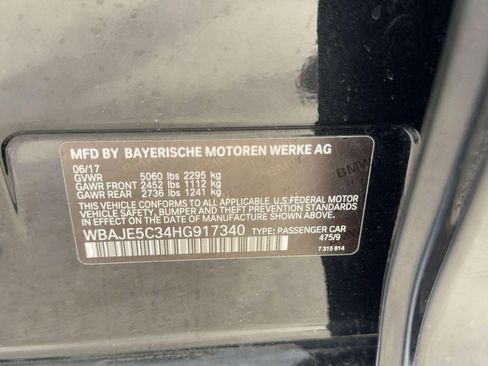 MFD BY BAYERISCHE MOTOREN WERKE AG
06/17
GVWR 5060 lbs 2295 kg
GAWR FRONT 2452 lbs 1112 kg
GAWR REAR 2736 lbs 1241 kg
THIS VEHICLE CONFORMS TO ALL APPLICABLE U.S. FEDERAL MOTOR
VEHICLE SAFETY, BUMPER, AND THEFT PREVENTION STANDARDS
IN EFFECT ON THE DATE OF MANUFACTURE SHOWN ABOVE.
WBAJE5C34HG917340 TYPE: PASSENGER CAR
475/9
7 315 814
BMW